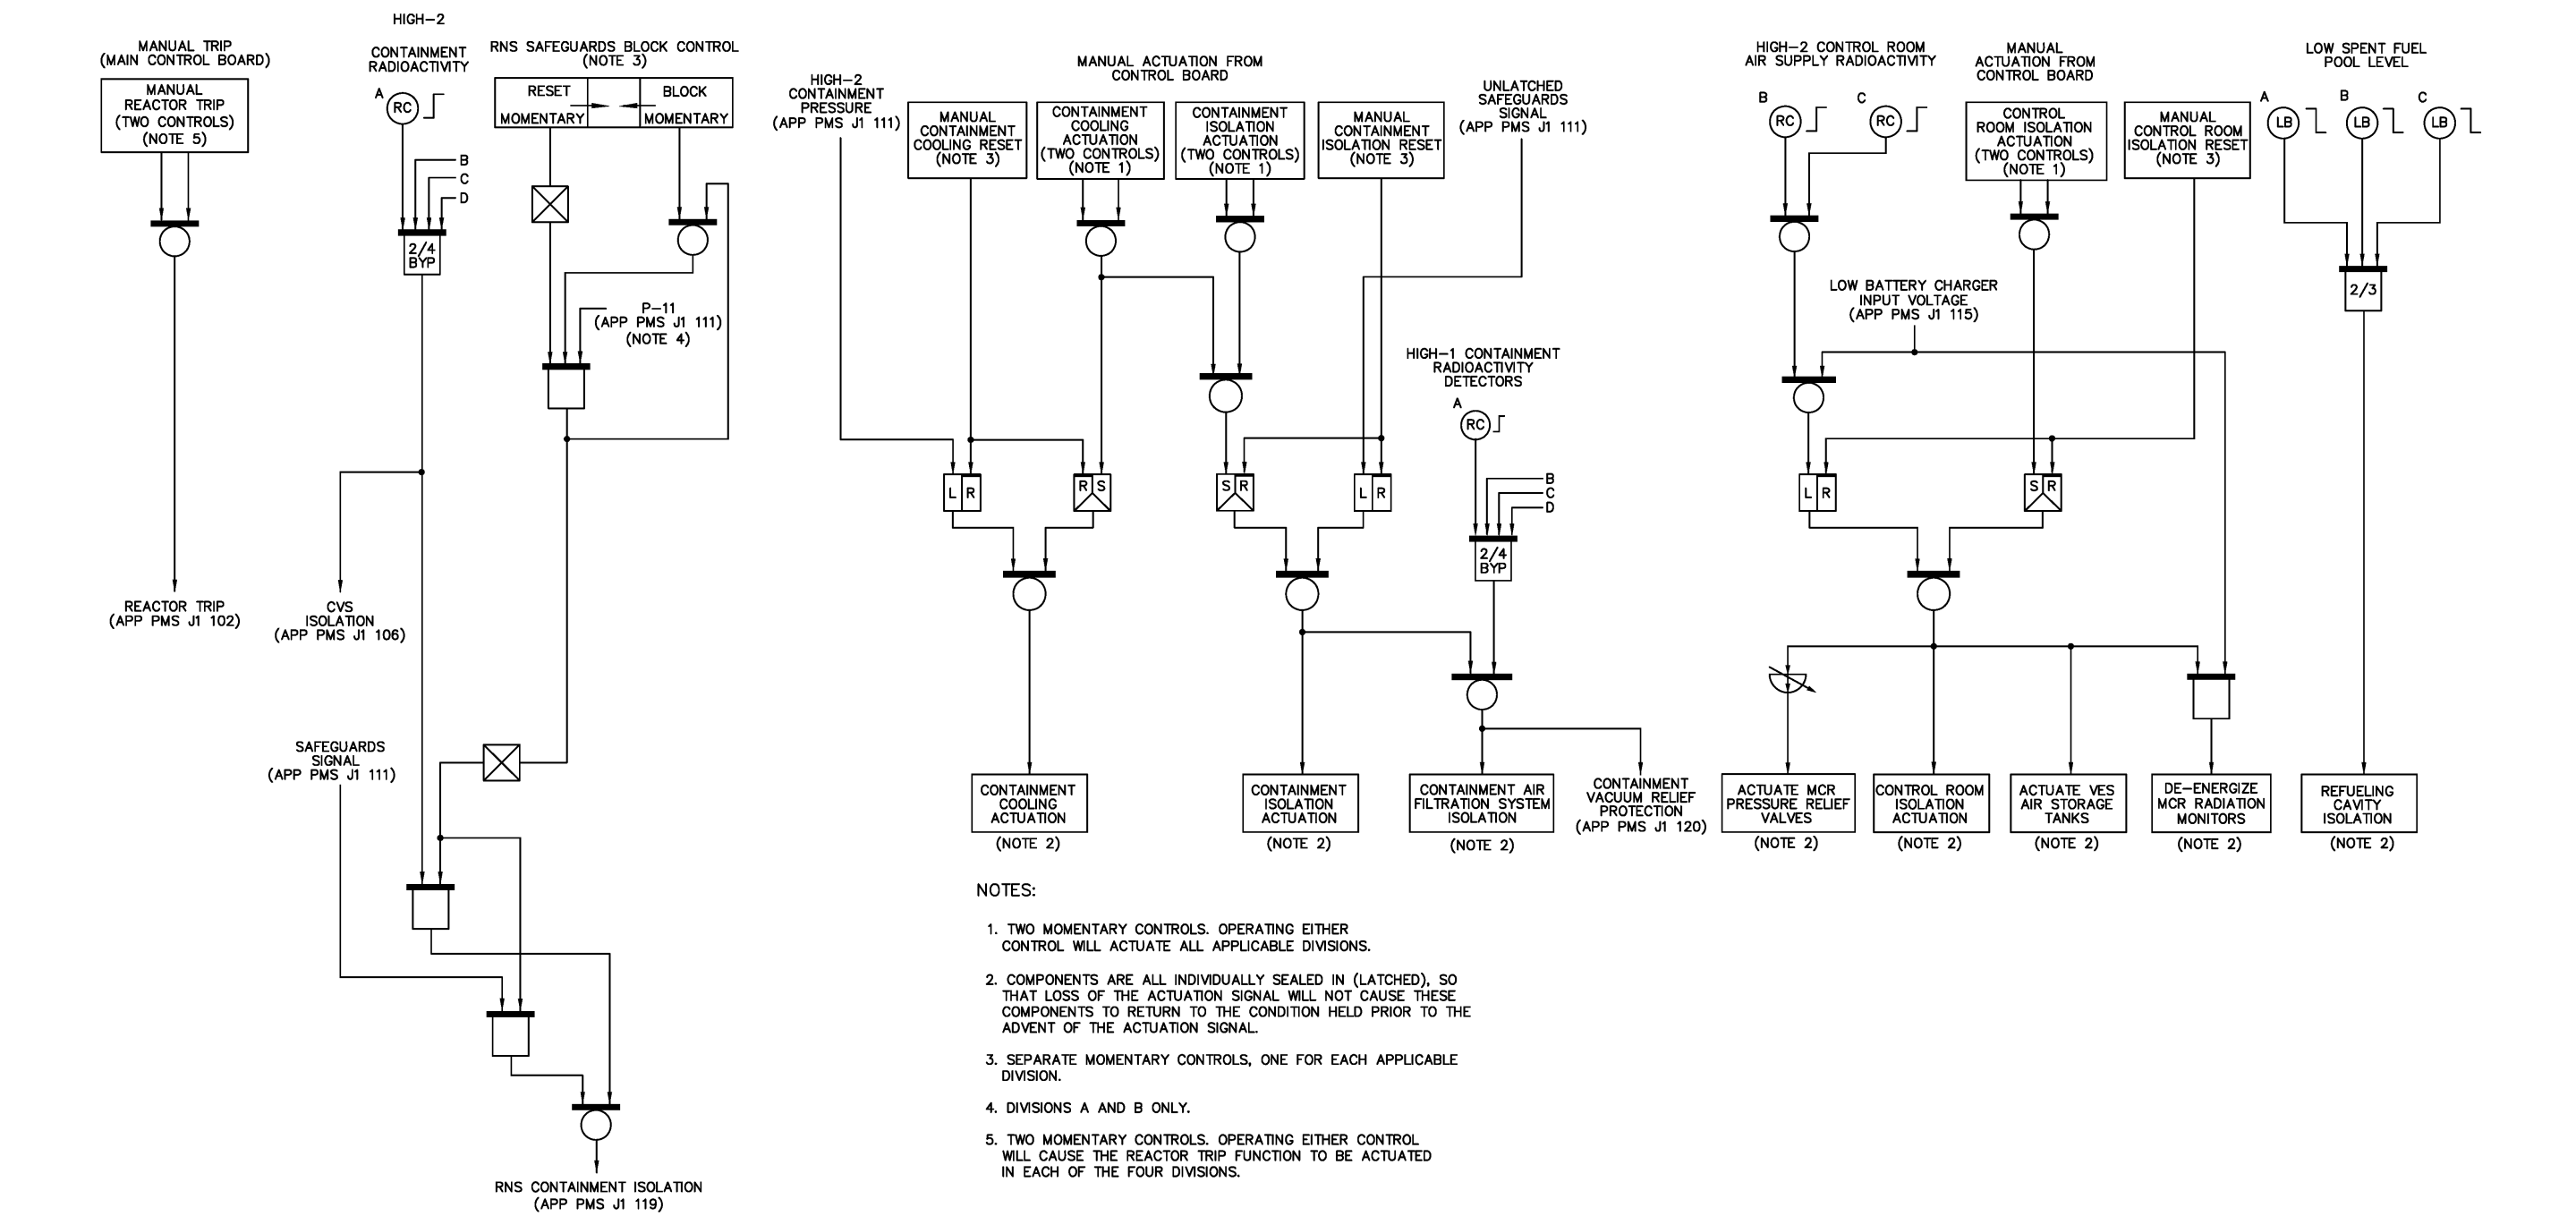 MANUAL TRIP
(MAIN CONTROL BOARD)
MANUAL
REACTOR TRIP
(TWO CONTROLS)
(NOTE 5)
REACTOR TRIP
(APP PMS J1 102)
HIGH-2
CONTAINMENT
RADIOACTIVITY
A
RC
B
C
D
2/4
BYP
CVS
ISOLATION
(APP PMS J1 106)
RNS SAFEGUARDS BLOCK CONTROL
(NOTE 3)
RESET
BLOCK
MOMENTARY
MOMENTARY
P-11
(APP PMS J1 111)
(NOTE 4)
SAFEGUARDS
SIGNAL
(APP PMS J1 111)
RNS CONTAINMENT ISOLATION
(APP PMS J1 119)
HIGH-2
CONTAINMENT
PRESSURE
(APP PMS J1 111)
MANUAL ACTUATION FROM
CONTROL BOARD
MANUAL
CONTAINMENT
COOLING RESET
(NOTE 3)
CONTAINMENT
COOLING
ACTUATION
(TWO CONTROLS)
(NOTE 1)
CONTAINMENT
ISOLATION
ACTUATION
(TWO CONTROLS)
(NOTE 1)
MANUAL
CONTAINMENT
ISOLATION RESET
(NOTE 3)
UNLATCHED
SAFEGUARDS
SIGNAL
(APP PMS J1 111)
HIGH-1 CONTAINMENT
RADIOACTIVITY
DETECTORS
A
RC
B
C
D
2/4
BYP
L R
R S
S R
L R
CONTAINMENT
COOLING
ACTUATION
(NOTE 2)
CONTAINMENT
ISOLATION
ACTUATION
(NOTE 2)
CONTAINMENT AIR
FILTRATION SYSTEM
ISOLATION
(NOTE 2)
CONTAINMENT
VACUUM RELIEF
PROTECTION
(APP PMS J1 120)
HIGH-2 CONTROL ROOM
AIR SUPPLY RADIOACTIVITY
B
RC
C
RC
MANUAL
ACTUATION FROM
CONTROL BOARD
CONTROL
ROOM ISOLATION
ACTUATION
(TWO CONTROLS)
(NOTE 1)
MANUAL
CONTROL ROOM
ISOLATION RESET
(NOTE 3)
LOW BATTERY CHARGER
INPUT VOLTAGE
(APP PMS J1 115)
L R
S R
ACTUATE MCR
PRESSURE RELIEF
VALVES
(NOTE 2)
CONTROL ROOM
ISOLATION
ACTUATION
(NOTE 2)
ACTUATE VES
AIR STORAGE
TANKS
(NOTE 2)
DE-ENERGIZE
MCR RADIATION
MONITORS
(NOTE 2)
LOW SPENT FUEL
POOL LEVEL
A
LB
B
LB
C
LB
2/3
REFUELING
CAVITY
ISOLATION
(NOTE 2)
NOTES:
1. TWO MOMENTARY CONTROLS. OPERATING EITHER
CONTROL WILL ACTUATE ALL APPLICABLE DIVISIONS.
2. COMPONENTS ARE ALL INDIVIDUALLY SEALED IN (LATCHED), SO
THAT LOSS OF THE ACTUATION SIGNAL WILL NOT CAUSE THESE
COMPONENTS TO RETURN TO THE CONDITION HELD PRIOR TO THE
ADVENT OF THE ACTUATION SIGNAL.
3. SEPARATE MOMENTARY CONTROLS, ONE FOR EACH APPLICABLE
DIVISION.
4. DIVISIONS A AND B ONLY.
5. TWO MOMENTARY CONTROLS. OPERATING EITHER CONTROL
WILL CAUSE THE REACTOR TRIP FUNCTION TO BE ACTUATED
IN EACH OF THE FOUR DIVISIONS.